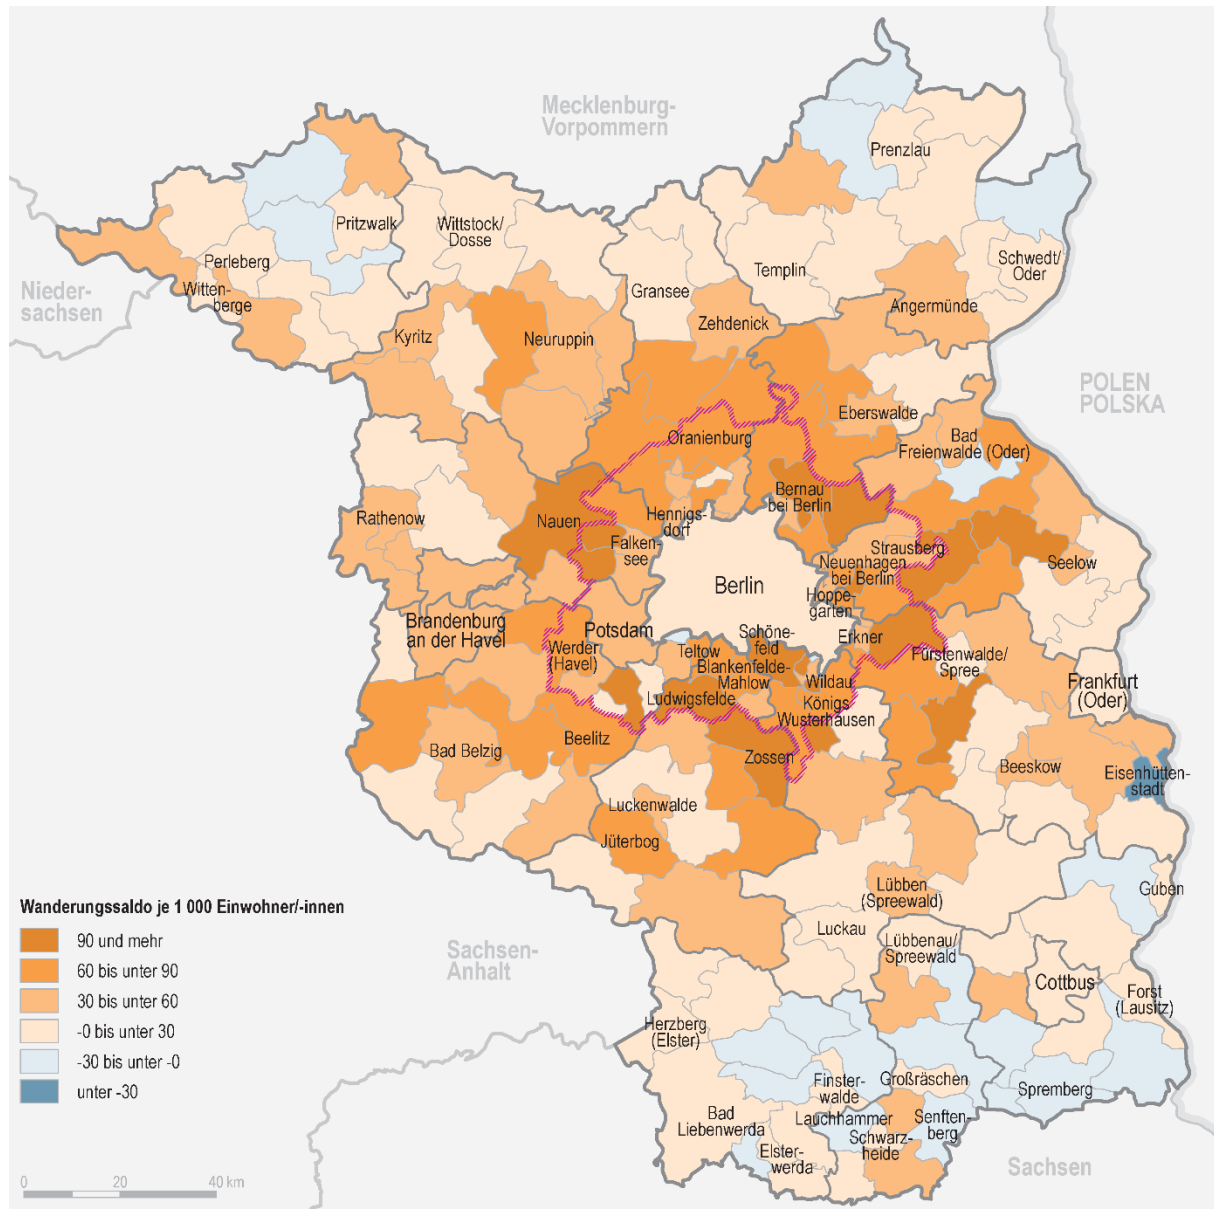 Mecklenburg-
Vorpommern
Prenzlau
Pritzwalk
Wittstock/
Dosse
Perleberg
Schwedt/
Oder
Templin
Nieder-
sachsen
Witten-
berge
Gransee
Angermünde
Kyritz
Neuruppin
Zehdenick
POLEN
POLSKA
Eberswalde
Bad
Freienwalde (Oder)
Oranienburg
Bernau
bei Berlin
Rathenow
Nauen
Hennigs-
dorf
Falken-
see
Strausberg
Neuenhagen
bei Berlin
Seelow
Berlin
Hoppe-
garten
Brandenburg
an der Havel
Potsdam
Schöne-
feld
Erkner
Werder
(Havel)
Teltow
Blankenfelde-
Mahlow
Wildau
Fürstenwalde/
Spree
Frankfurt
(Oder)
Ludwigsfelde
Königs
Wusterhausen
Beelitz
Bad Belzig
Zossen
Beeskow
Eisenhütten-
stadt
Luckenwalde
Jüterbog
Lübben
(Spreewald)
Guben
Wanderungssaldo je 1 000 Einwohner/-innen
90 und mehr
60 bis unter 90
30 bis unter 60
-0 bis unter 30
-30 bis unter -0
unter -30
Sachsen-
Anhalt
Luckau
Lübbenau/
Spreewald
Cottbus
Forst
(Lausitz)
Herzberg
(Elster)
Finster-
walde
Großräschen
Spremberg
Bad
Liebenwerda
Lauchhammer
Schwarz-
heide
Senften-
berg
Elster-
werda
Sachsen
0 20 40 km